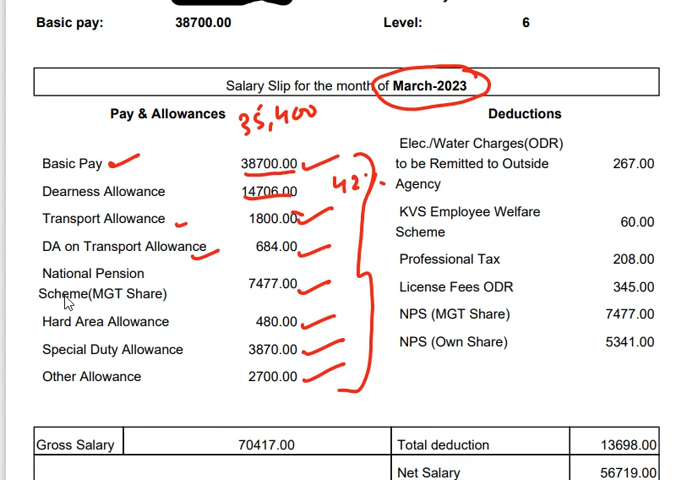 Basic pay: 38700.00 Level: 6
Salary Slip for the month of March-2023
Pay & Allowances Deductions
35,400
Basic Pay 38700.00
Dearness Allowance 14706.00
42%
Transport Allowance 1800.00
DA on Transport Allowance 684.00
National Pension
Scheme(MGT Share) 7477.00
Hard Area Allowance 480.00
Special Duty Allowance 3870.00
Other Allowance 2700.00
Elec./Water Charges(ODR)
to be Remitted to Outside 267.00
Agency
KVS Employee Welfare
Scheme 60.00
Professional Tax 208.00
License Fees ODR 345.00
NPS (MGT Share) 7477.00
NPS (Own Share) 5341.00
Gross Salary 70417.00 Total deduction 13698.00
Net Salary 56719.00